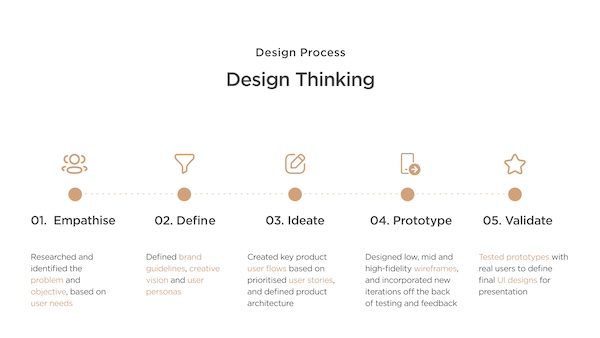 Design Process
Design Thinking
01. Empathise
Researched and
identified the
problem and
objective, based on
user needs
02. Define
Defined brand
guidelines, creative
vision and user
personas
03. Ideate
Created key product
user flows based on
prioritised user stories,
and defined product
architecture
04. Prototype
Designed low, mid and
high-fidelity wireframes,
and incorporated new
iterations off the back
of testing and feedback
05. Validate
Tested prototypes with
real users to define
final UI designs for
presentation